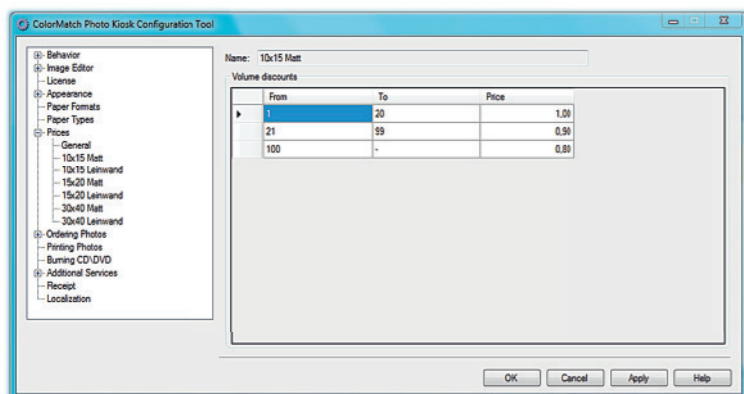 ColorMatch Photo Kiosk Configuration Tool
Behavior
Image Editor
License
Appearance
Paper Formats
Paper Types
Prices
General
10x15 Matt
10x15 Leinwand
15x20 Matt
15x20 Leinwand
30x40 Matt
30x40 Leinwand
Ordering Photos
Printing Photos
Burning CD\DVD
Additional Services
Receipt
Localization
Name: 10x15 Matt
Volume discounts
From To Price
1 20 1,00
21 99 0,90
100 - 0,80
OK Cancel Apply Help